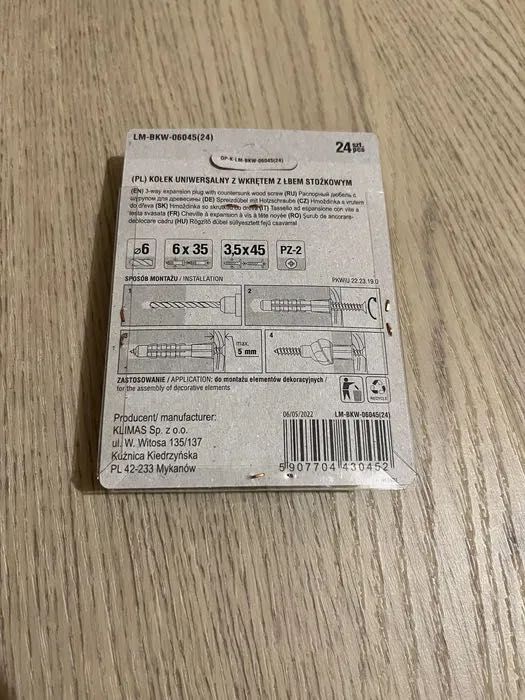 LM-BKW-06045(24)
24 szt.
pcs
OP-K-LM-BKW-06045(24)
(PL) KOŁEK UNIWERSALNY Z WKRĘTEM Z ŁBEM STOŻKOWYM
(EN) 3-way expansion plug with countersunk wood screw (RU) Распорный дюбель с
шурупом для древесины (DE) Spreizdübel mit Holzschraube (CZ) Hmoždinka s vrutem
do dřeva (SK) Hmoždinka so skrutkou do dreva (IT) Tassello ad espansione con vite a
testa svasata (FR) Cheville à expansion à vis à tête noyée (RO) Şurub de ancorare-
deblocare cadru (HU) Rögzitő dübel süllyesztett fejű csavarral
⌀6
6 x 35
3,5x45
PZ-2
SPOSÓB MONTAŻU / INSTALLATION
PKWiU 22.23.19.0
1
2
3
max.
5 mm
4
ZASTOSOWANIE / APPLICATION: do montażu elementów dekoracyjnych /
for the assembly of decorative elements
RECYCLE
Producent/ manufacturer:
KLIMAS Sp. z o.o.
ul. W. Witosa 135/137
Kuźnica Kiedrzyńska
PL 42-233 Mykanów
06/05/2022
LM-BKW-06045(24)
5 907704 430452